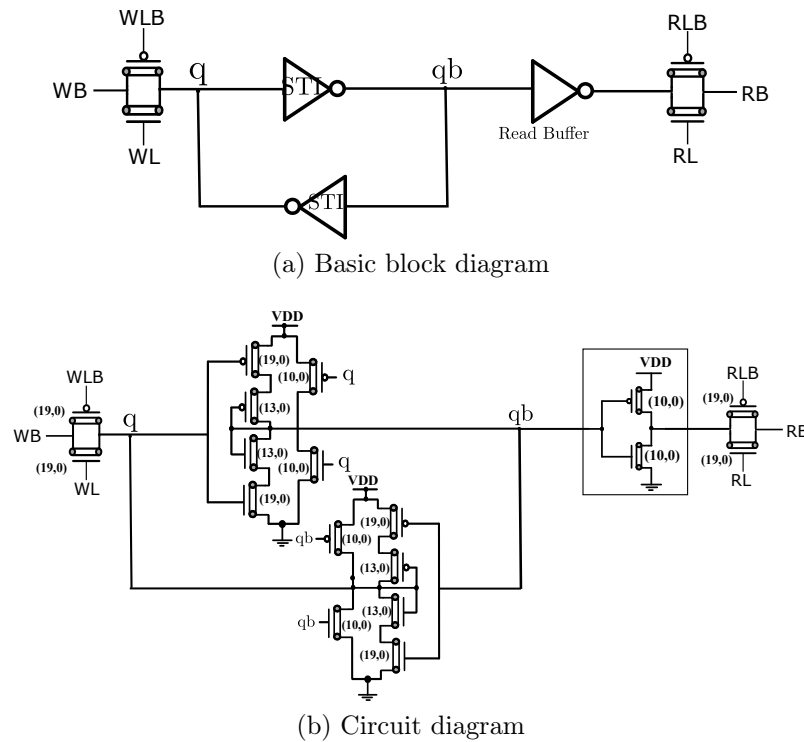 WLB
RLB
q
STI
qb
WB
RB
Read Buffer
WL
RL
STI
(a) Basic block diagram
VDD
(19,0)
(10,0)
q
VDD
WLB
RLB
(19,0)
(13,0)
(10,0)
(19,0)
q
qb
WB
RB
(13,0)
(10,0)
q
(10,0)
(19,0)
(19,0)
WL
(19,0)
VDD
RL
qb
(10,0)
(19,0)
(13,0)
(13,0)
qb
(10,0)
(19,0)
(b) Circuit diagram